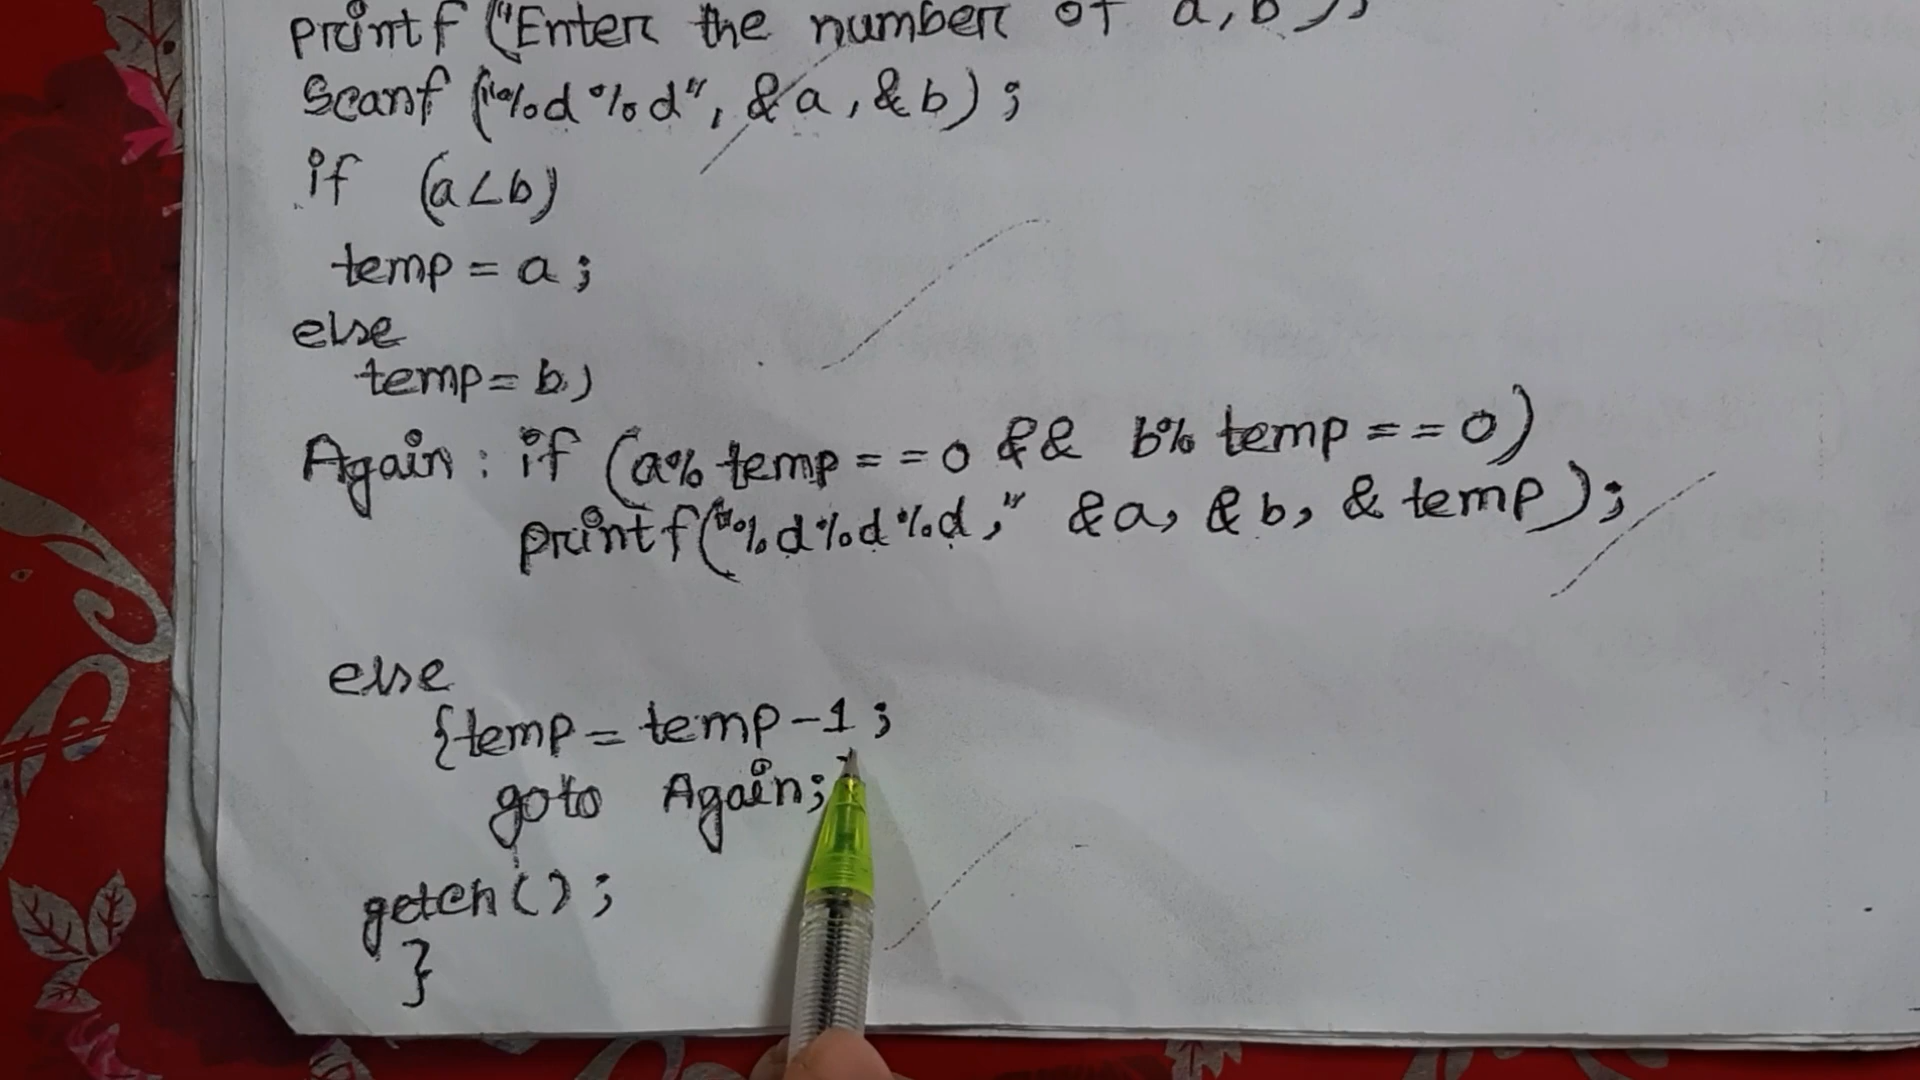 printf ("Enter the number of a, b");
Scanf ("%d %d", &a, &b);
if (a<b)
temp = a;
else
temp = b;
Again: if (a% temp == 0 && b% temp == 0)
printf("%d%d%d," &a, &b, &temp);
else
{temp = temp-1;
goto Again;
getch();
}